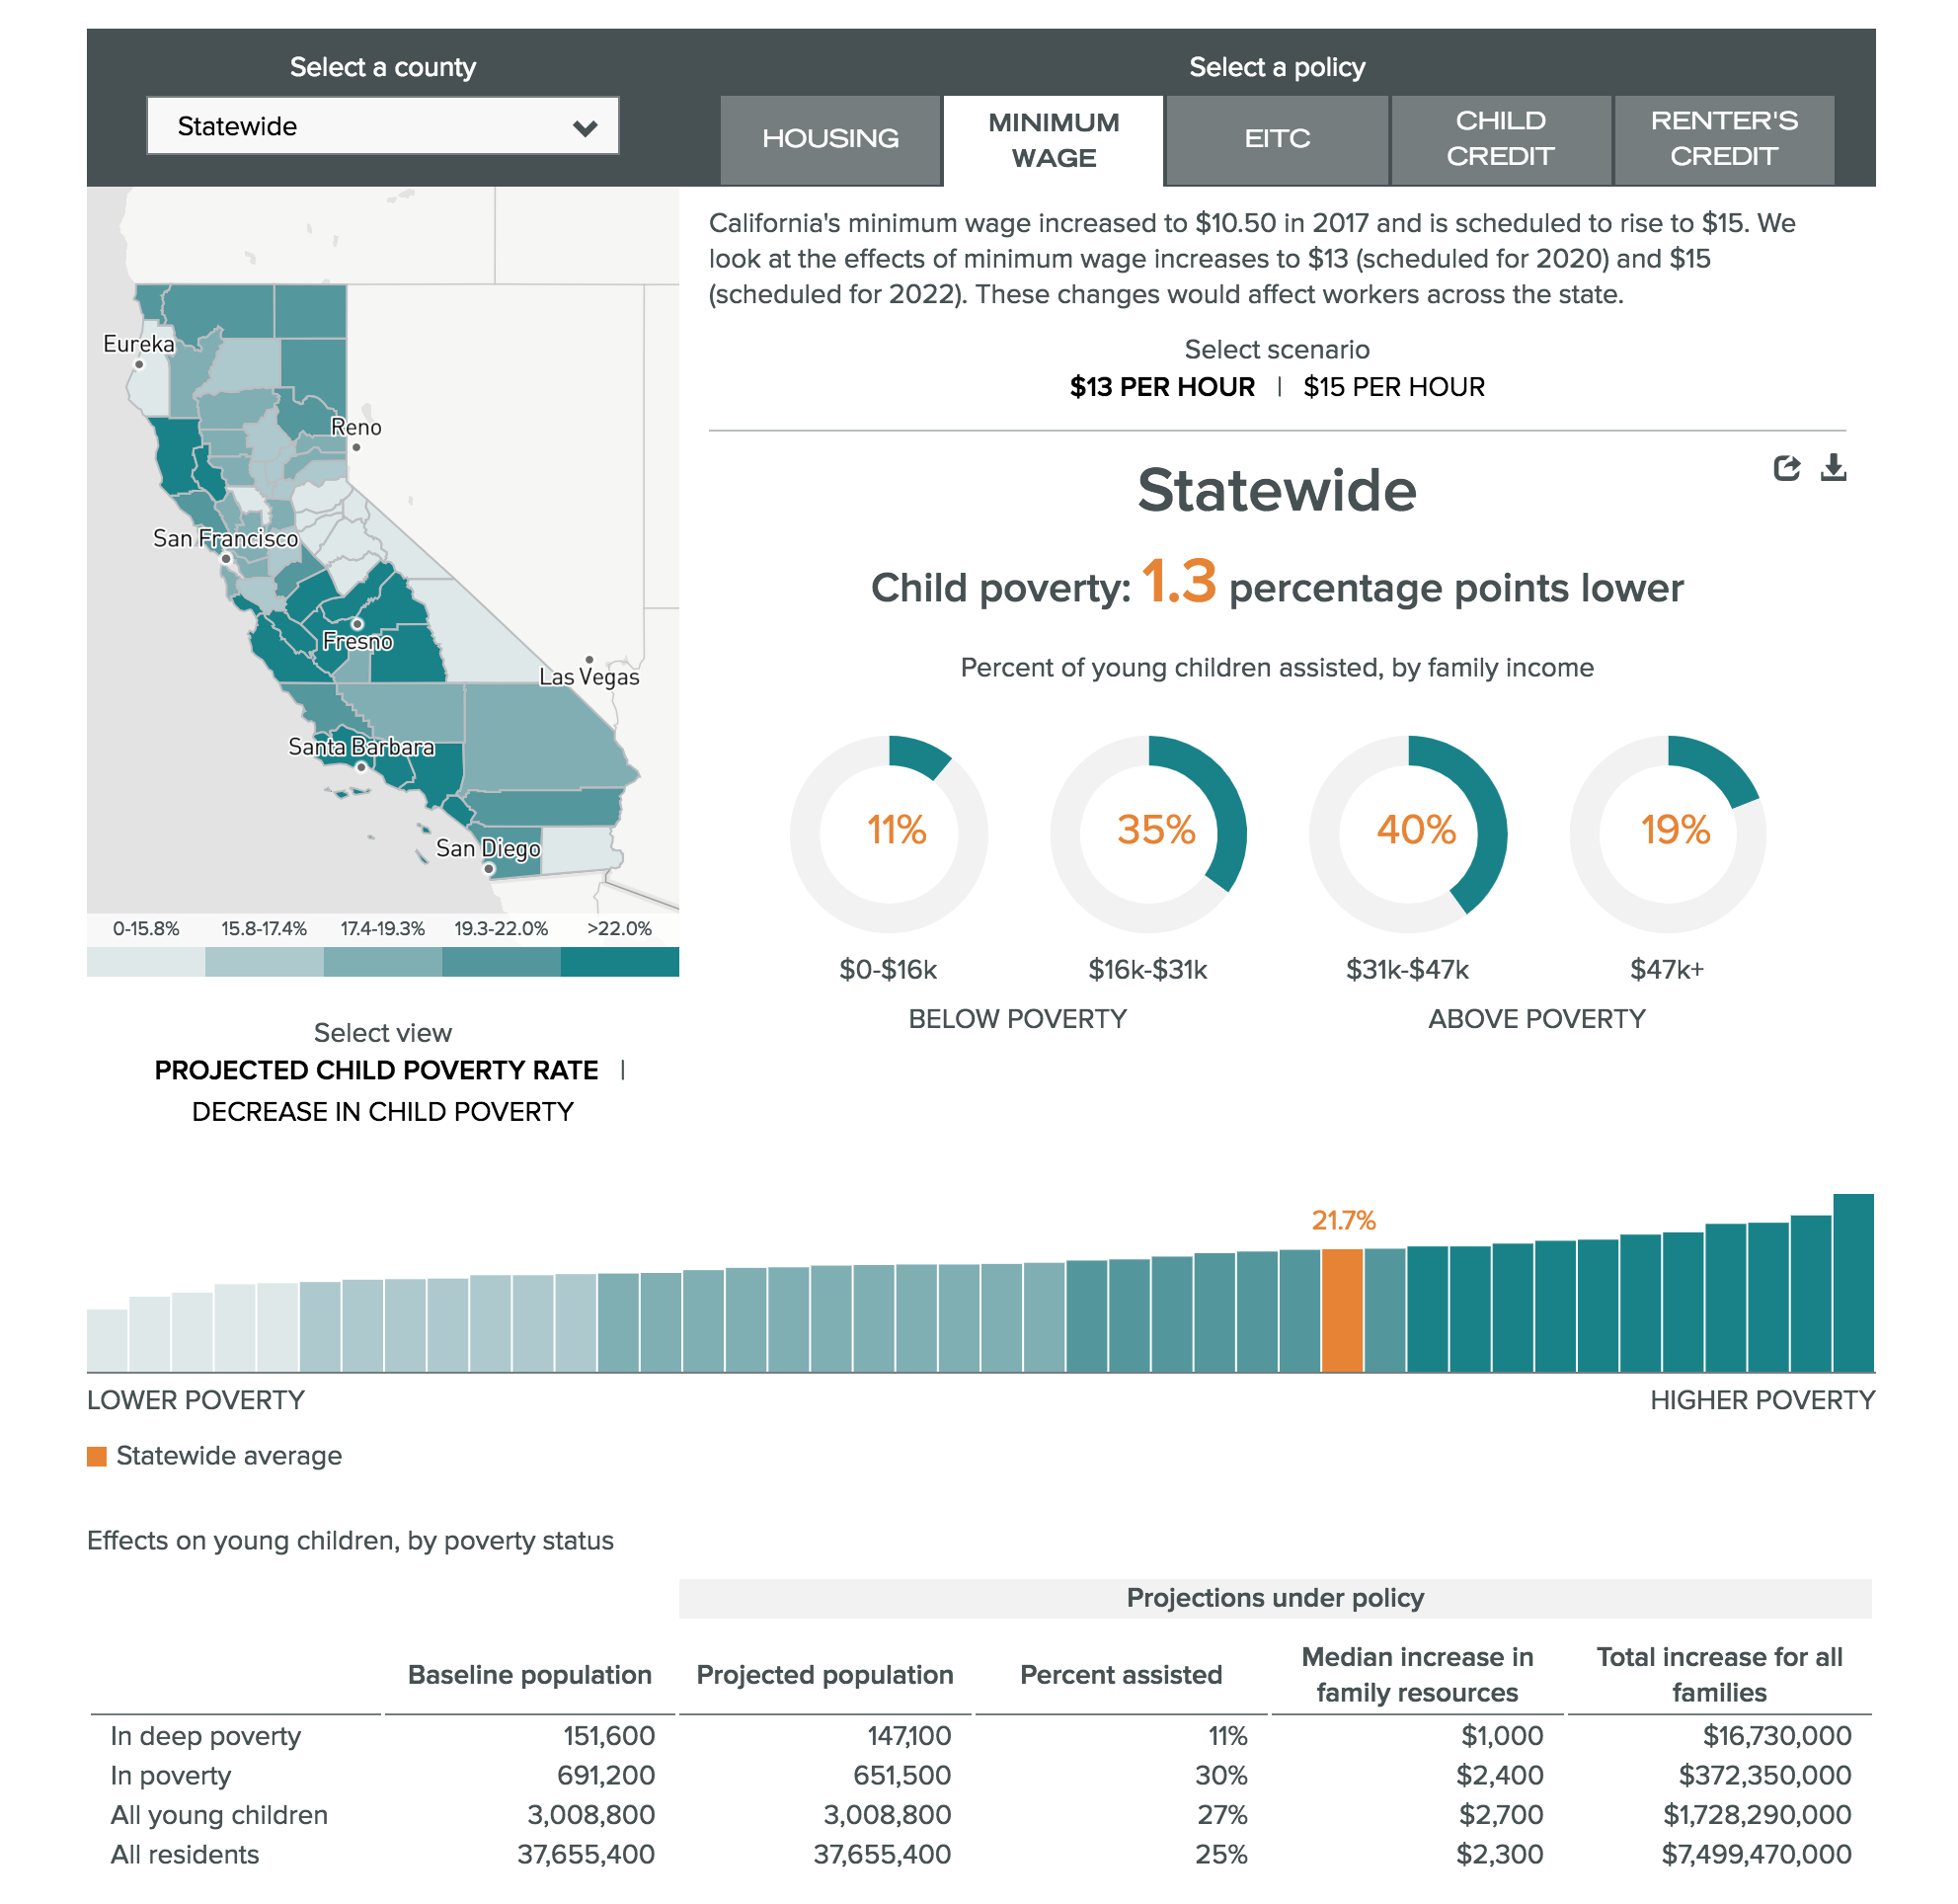 Select a county
Statewide
Select a policy
HOUSING
MINIMUM
WAGE
EITC
CHILD
CREDIT
RENTER'S
CREDIT
Eureka
Reno
San Francisco
Fresno
Las Vegas
Santa Barbara
San Diego
0-15.8% 15.8-17.4% 17.4-19.3% 19.3-22.0% >22.0%
Select view
PROJECTED CHILD POVERTY RATE |
DECREASE IN CHILD POVERTY
California's minimum wage increased to $10.50 in 2017 and is scheduled to rise to $15. We
look at the effects of minimum wage increases to $13 (scheduled for 2020) and $15
(scheduled for 2022). These changes would affect workers across the state.
Select scenario
$13 PER HOUR | $15 PER HOUR
Statewide
Child poverty: 1.3 percentage points lower
Percent of young children assisted, by family income
11% 35% 40% 19%
$0-$16k $16k-$31k $31k-$47k $47k+
BELOW POVERTY ABOVE POVERTY
21.7%
LOWER POVERTY HIGHER POVERTY
Statewide average
Effects on young children, by poverty status
Projections under policy
Baseline population Projected population Percent assisted Median increase in family resources Total increase for all families
In deep poverty 151,600 147,100 11% $1,000 $16,730,000
In poverty 691,200 651,500 30% $2,400 $372,350,000
All young children 3,008,800 3,008,800 27% $2,700 $1,728,290,000
All residents 37,655,400 37,655,400 25% $2,300 $7,499,470,000